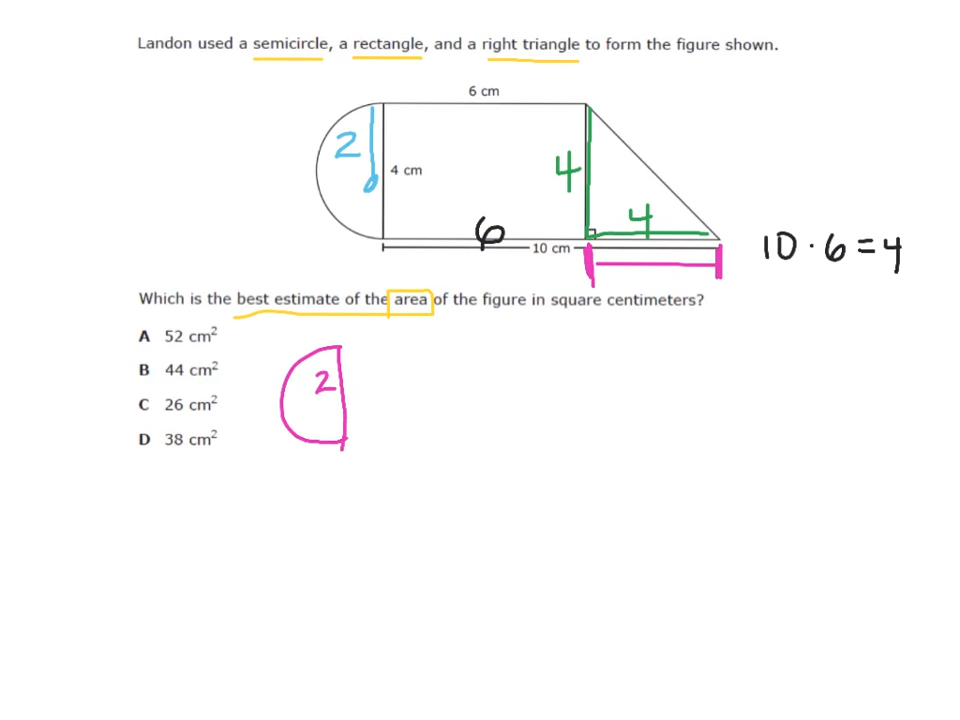 Landon used a semicircle, a rectangle, and a right triangle to form the figure shown.
6 cm
2
4 cm
4
4
6
10 cm
10 · 6 = 4
Which is the best estimate of the area of the figure in square centimeters?
A 52 cm²
B 44 cm²
C 26 cm²
D 38 cm²
2